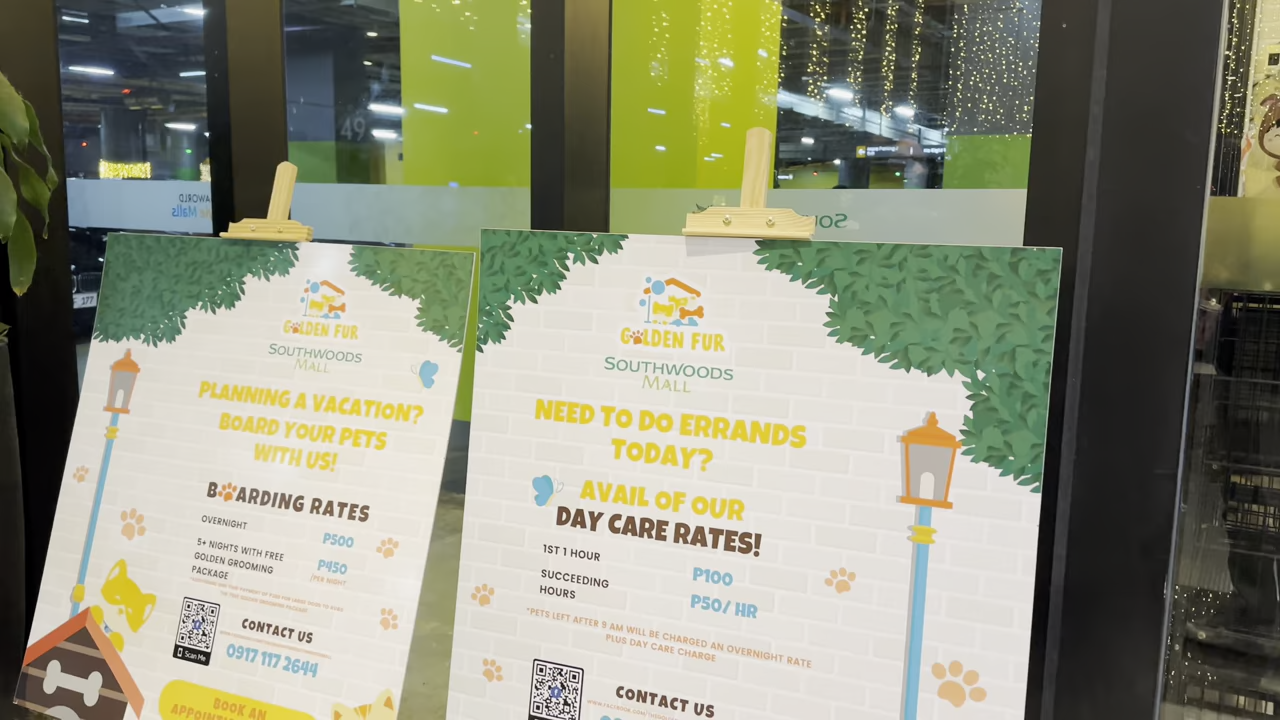 49
GOLDEN FUR
SOUTHWOODS
MALL
PLANNING A VACATION?
BOARD YOUR PETS
WITH US!
BOARDING RATES
OVERNIGHT P500
5+ NIGHTS WITH FREE
GOLDEN GROOMING
PACKAGE
P450
/PER NIGHT
Scan Me
CONTACT US
0917 117 2644
BOOK AN
GOLDEN FUR
SOUTHWOODS
MALL
NEED TO DO ERRANDS
TODAY?
AVAIL OF OUR
DAY CARE RATES!
1ST 1 HOUR P100
SUCCEEDING
HOURS
P50/ HR
*PETS LEFT AFTER 9 AM WILL BE CHARGED AN OVERNIGHT RATE
PLUS DAY CARE CHARGE
CONTACT US